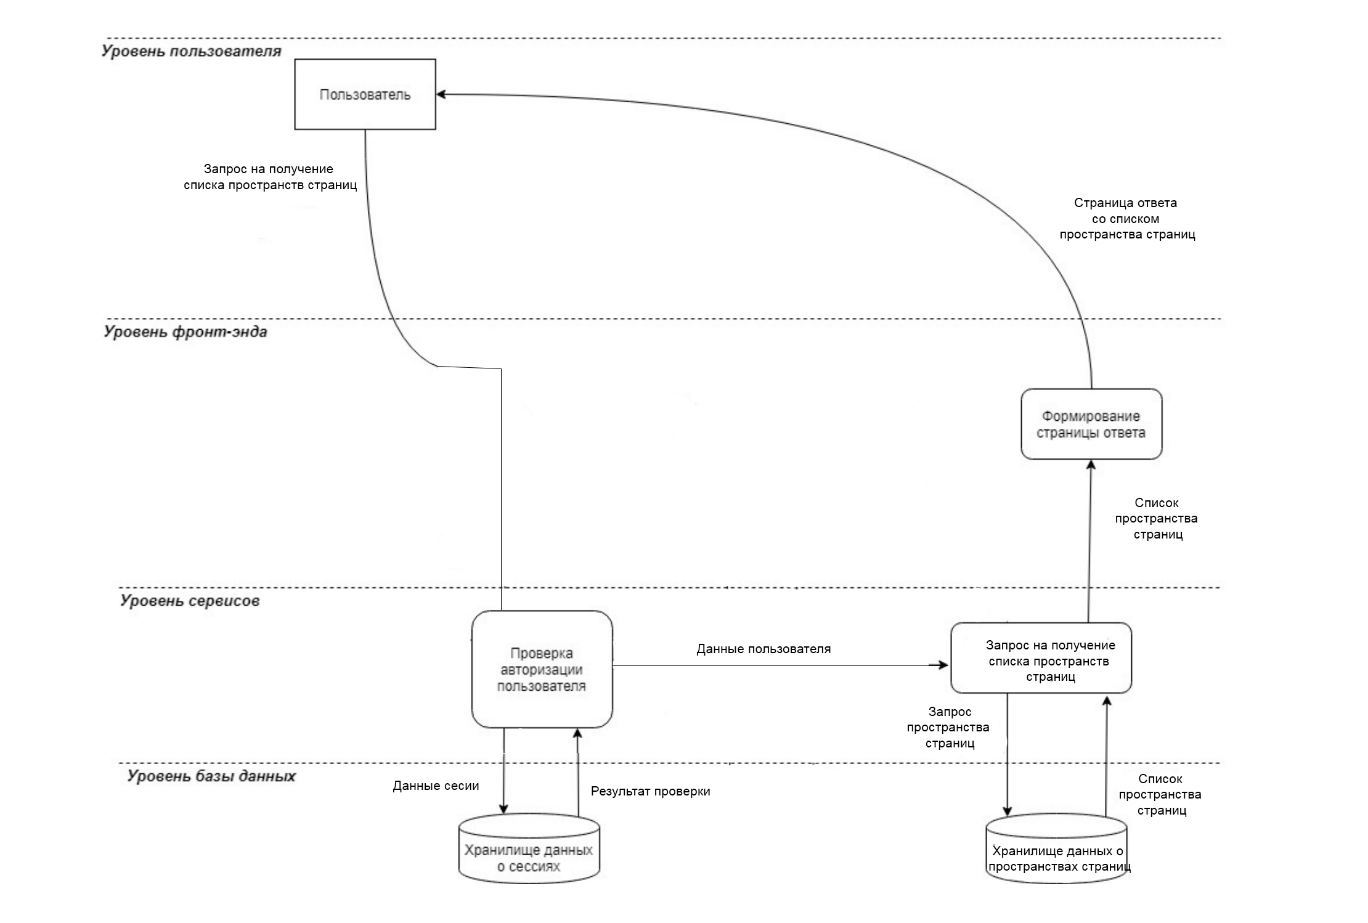 Уровень пользователя
Пользователь
Запрос на получение
списка пространств страниц
Страница ответа
со списком
пространства страниц
Уровень фронт-энда
Формирование
страницы ответа
Список
пространства
страниц
Уровень сервисов
Проверка
авторизации
пользователя
Данные пользователя
Запрос на получение
списка пространств
страниц
Запрос
пространства
страниц
Уровень базы данных
Данные сесии
Результат проверки
Список
пространства
страниц
Хранилище данных
о сессиях
Хранилище данных о
пространствах страниц